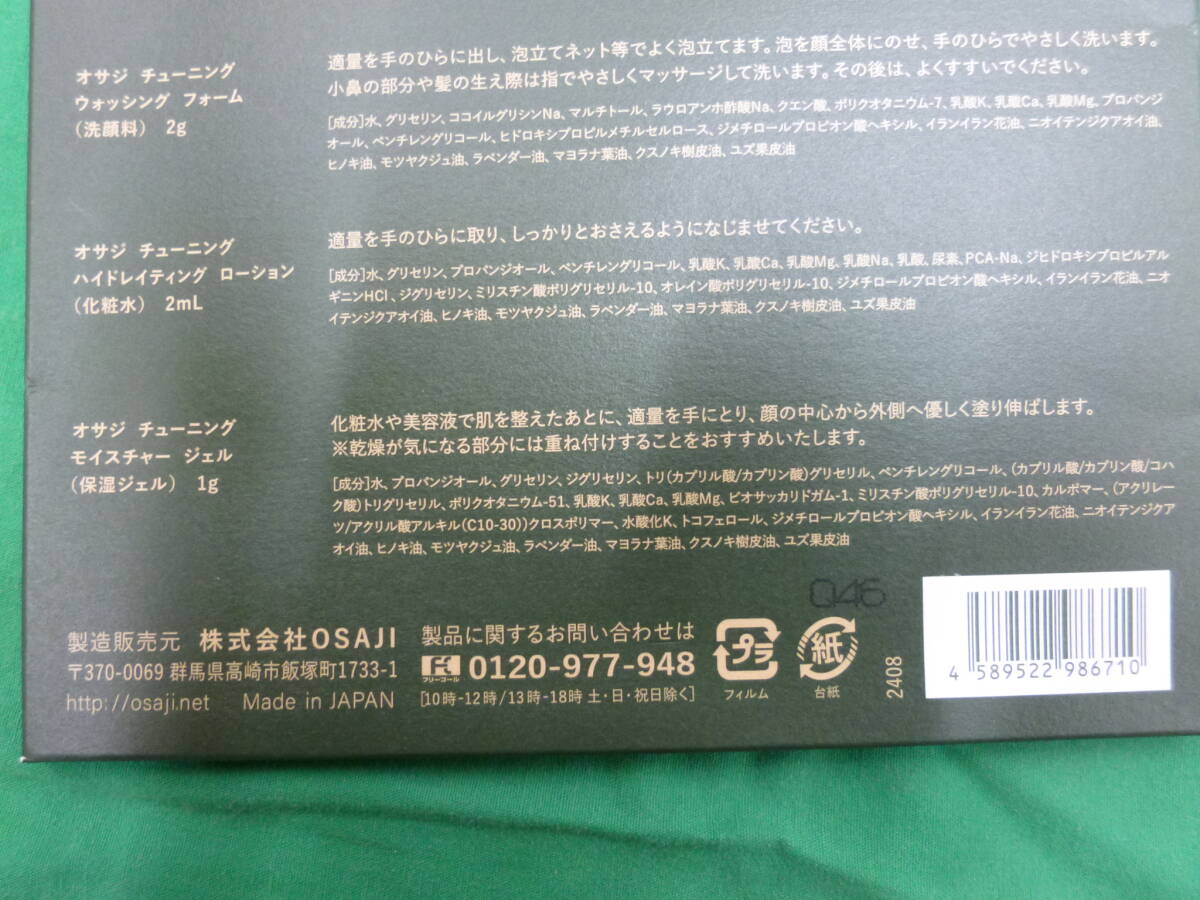 オサジ チューニング
ウォッシング フォーム
(洗顔料) 2g
適量を手のひらに出し、泡立てネット等でよく泡立てます。泡を顔全体にのせ、手のひらでやさしく洗います。
小鼻の部分や髪の生え際は指でやさしくマッサージして洗います。その後は、よくすすいでください。
[成分]水、グリセリン、ココイルグリシンNa、マルチトール、ラウロアンホ酢酸Na、クエン酸、ポリクオタニウム-7、乳酸K、乳酸Ca、乳酸Mg、プロパンジ
オール、ペンチレングリコール、ヒドロキシプロピルメチルセルロース、ジメチロールプロピオン酸ヘキシル、イランイラン花油、ニオイテンジクアオイ油、
ヒノキ油、モツヤクジュ油、ラベンダー油、マヨラナ葉油、クスノキ樹皮油、ユズ果皮油
オサジ チューニング
ハイドレイティング ローション
(化粧水) 2mL
適量を手のひらに取り、しっかりとおさえるようになじませてください。
[成分]水、グリセリン、プロパンジオール、ペンチレングリコール、乳酸K、乳酸Ca、乳酸Mg、乳酸Na、乳酸、尿素、PCA-Na、ジヒドロキシプロピルアル
ギニンHCl、ジグリセリン、ミリスチン酸ポリグリセリル-10、オレイン酸ポリグリセリル-10、ジメチロールプロピオン酸ヘキシル、イランイラン花油、ニオ
イテンジクアオイ油、ヒノキ油、モツヤクジュ油、ラベンダー油、マヨラナ葉油、クスノキ樹皮油、ユズ果皮油
オサジ チューニング
モイスチャー ジェル
(保湿ジェル) 1g
化粧水や美容液で肌を整えたあとに、適量を手にとり、顔の中心から外側へ優しく塗り伸ばします。
※乾燥が気になる部分には重ね付けすることをおすすめいたします。
[成分]水、プロパンジオール、グリセリン、ジグリセリン、トリ(カプリル酸/カプリン酸)グリセリル、ペンチレングリコール、(カプリル酸/カプリン酸/コハ
ク酸)トリグリセリル、ポリクオタニウム-51、乳酸K、乳酸Ca、乳酸Mg、ビオサッカリドガム-1、ミリスチン酸ポリグリセリル-10、カルボマー、(アクリレー
ツ/アクリル酸アルキル(C10-30))クロスポリマー、水酸化K、トコフェロール、ジメチロールプロピオン酸ヘキシル、イランイラン花油、ニオイテンジクア
オイ油、ヒノキ油、モツヤクジュ油、ラベンダー油、マヨラナ葉油、クスノキ樹皮油、ユズ果皮油
046
製造販売元 株式会社OSAJI
〒370-0069 群馬県高崎市飯塚町1733-1
http://osaji.net Made in JAPAN
製品に関するお問い合わせは
フリーコール 0120-977-948
[10時-12時/13時-18時 土・日・祝日除く]
プラ
フィルム
紙
台紙
2408
4 589522 986710